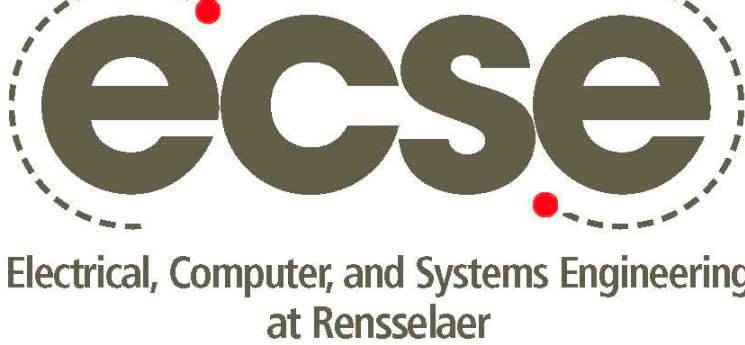 ecse
Electrical, Computer, and Systems Engineering
at Rensselaer